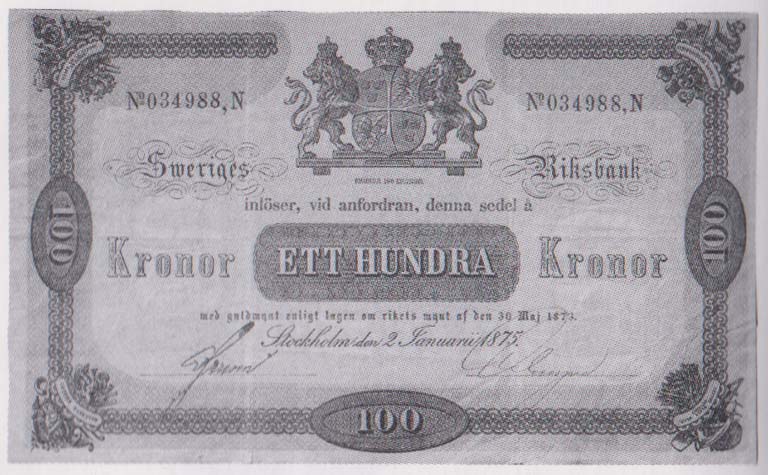 №034988,N №034988,N
Sweriges Riksbank
inlöser, vid anfordran, denna sedel å
100 Kronor ETT HUNDRA Kronor 100
med guldmynt enligt lagen om rikets mynt af den 30 Maj 1873.
Stockholm den 2 Januarii 1875.
100